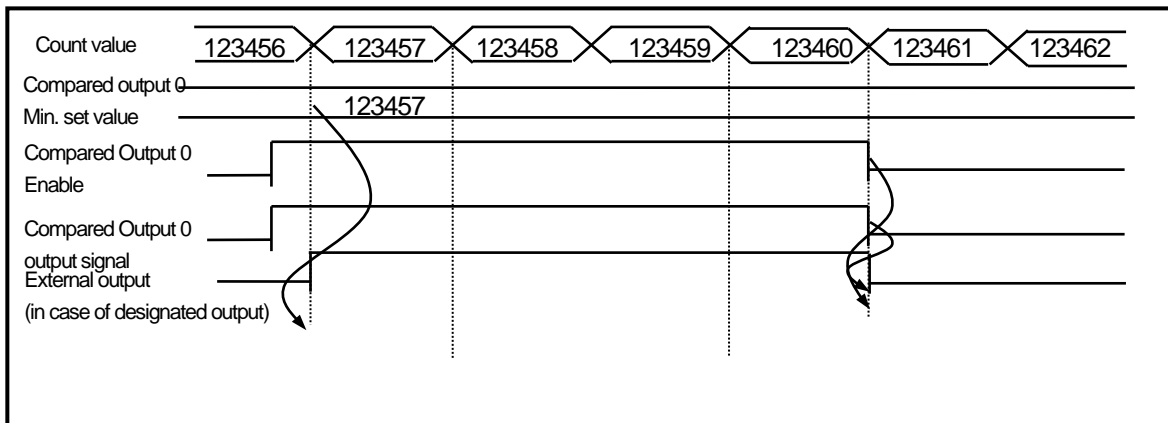 Count value 123456 123457 123458 123459 123460 123461 123462
Compared output 0
Min. set value 123457
Compared Output 0
Enable
Compared Output 0
output signal
External output
(in case of designated output)